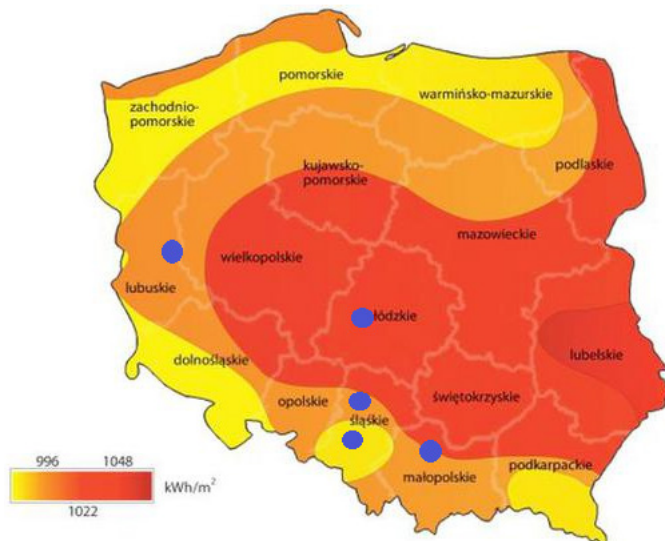 pomorskie
warmińsko-mazurskie
zachodnio-
pomorskie
kujawsko-
pomorskie
podlaskie
mazowieckie
wielkopolskie
lubuskie
łódzkie
dolnośląskie
lubelskie
opolskie
świętokrzyskie
śląśkie
podkarpackie
małopolskie
996 1048
kWh/m²
1022